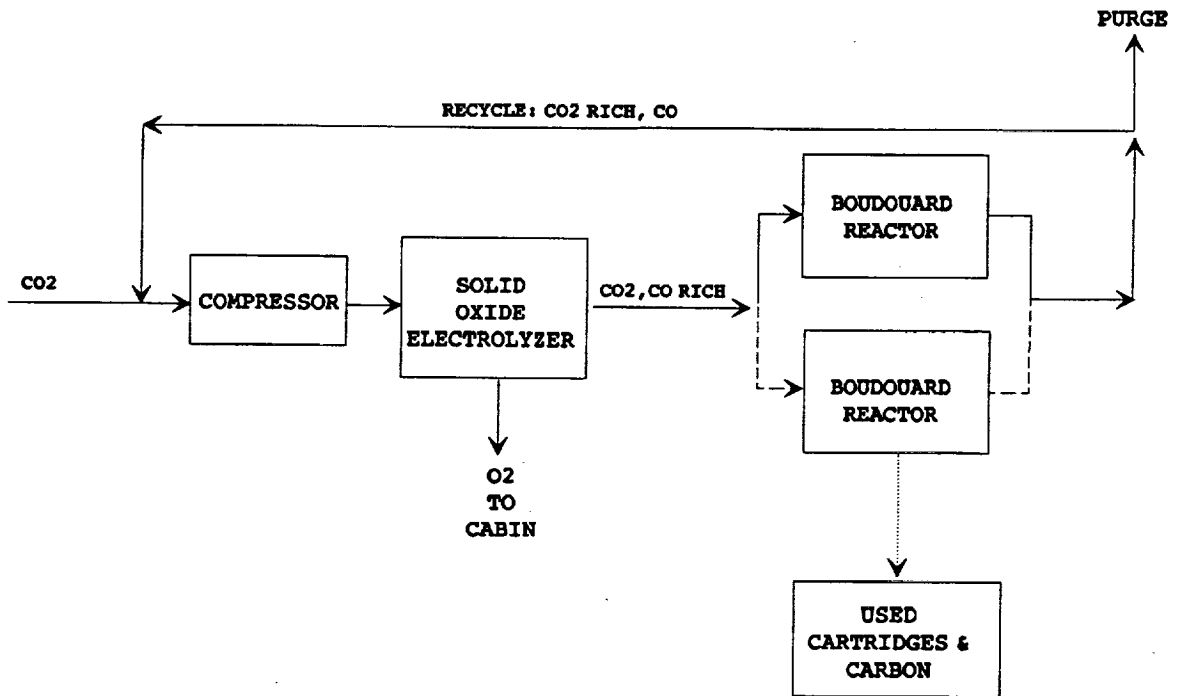 PURGE
RECYCLE: CO2 RICH, CO
BOUDOUARD
REACTOR
CO2
COMPRESSOR
SOLID
OXIDE
ELECTROLYZER
CO2,CO RICH
BOUDOUARD
REACTOR
O2
TO
CABIN
USED
CARTRIDGES &
CARBON